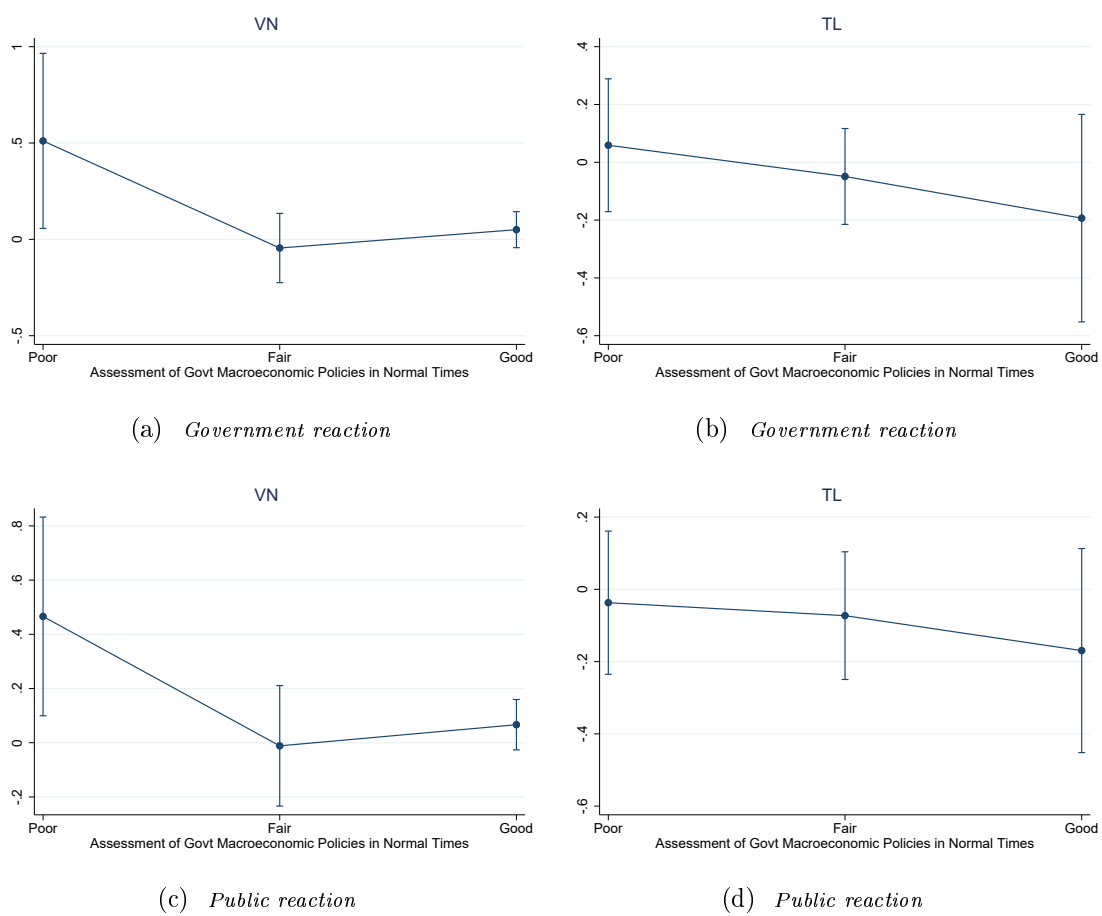 VN
1
.5
0
-.5
Poor Fair Good
Assessment of Govt Macroeconomic Policies in Normal Times
(a) Government reaction
TL
.4
.2
0
-.2
-.4
-.6
Poor Fair Good
Assessment of Govt Macroeconomic Policies in Normal Times
(b) Government reaction
VN
.8
.6
.4
.2
0
-.2
Poor Fair Good
Assessment of Govt Macroeconomic Policies in Normal Times
(c) Public reaction
TL
.2
0
-.2
-.4
-.6
Poor Fair Good
Assessment of Govt Macroeconomic Policies in Normal Times
(d) Public reaction